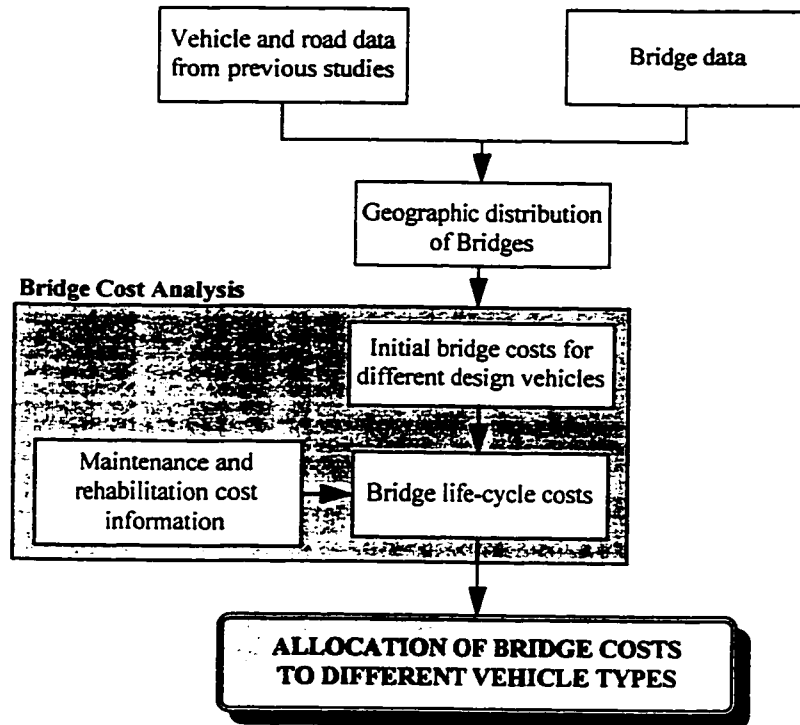 Vehicle and road data
from previous studies
Bridge data
Geographic distribution
of Bridges
Bridge Cost Analysis
Initial bridge costs for
different design vehicles
Maintenance and
rehabilitation cost
information
Bridge life-cycle costs
ALLOCATION OF BRIDGE COSTS
TO DIFFERENT VEHICLE TYPES